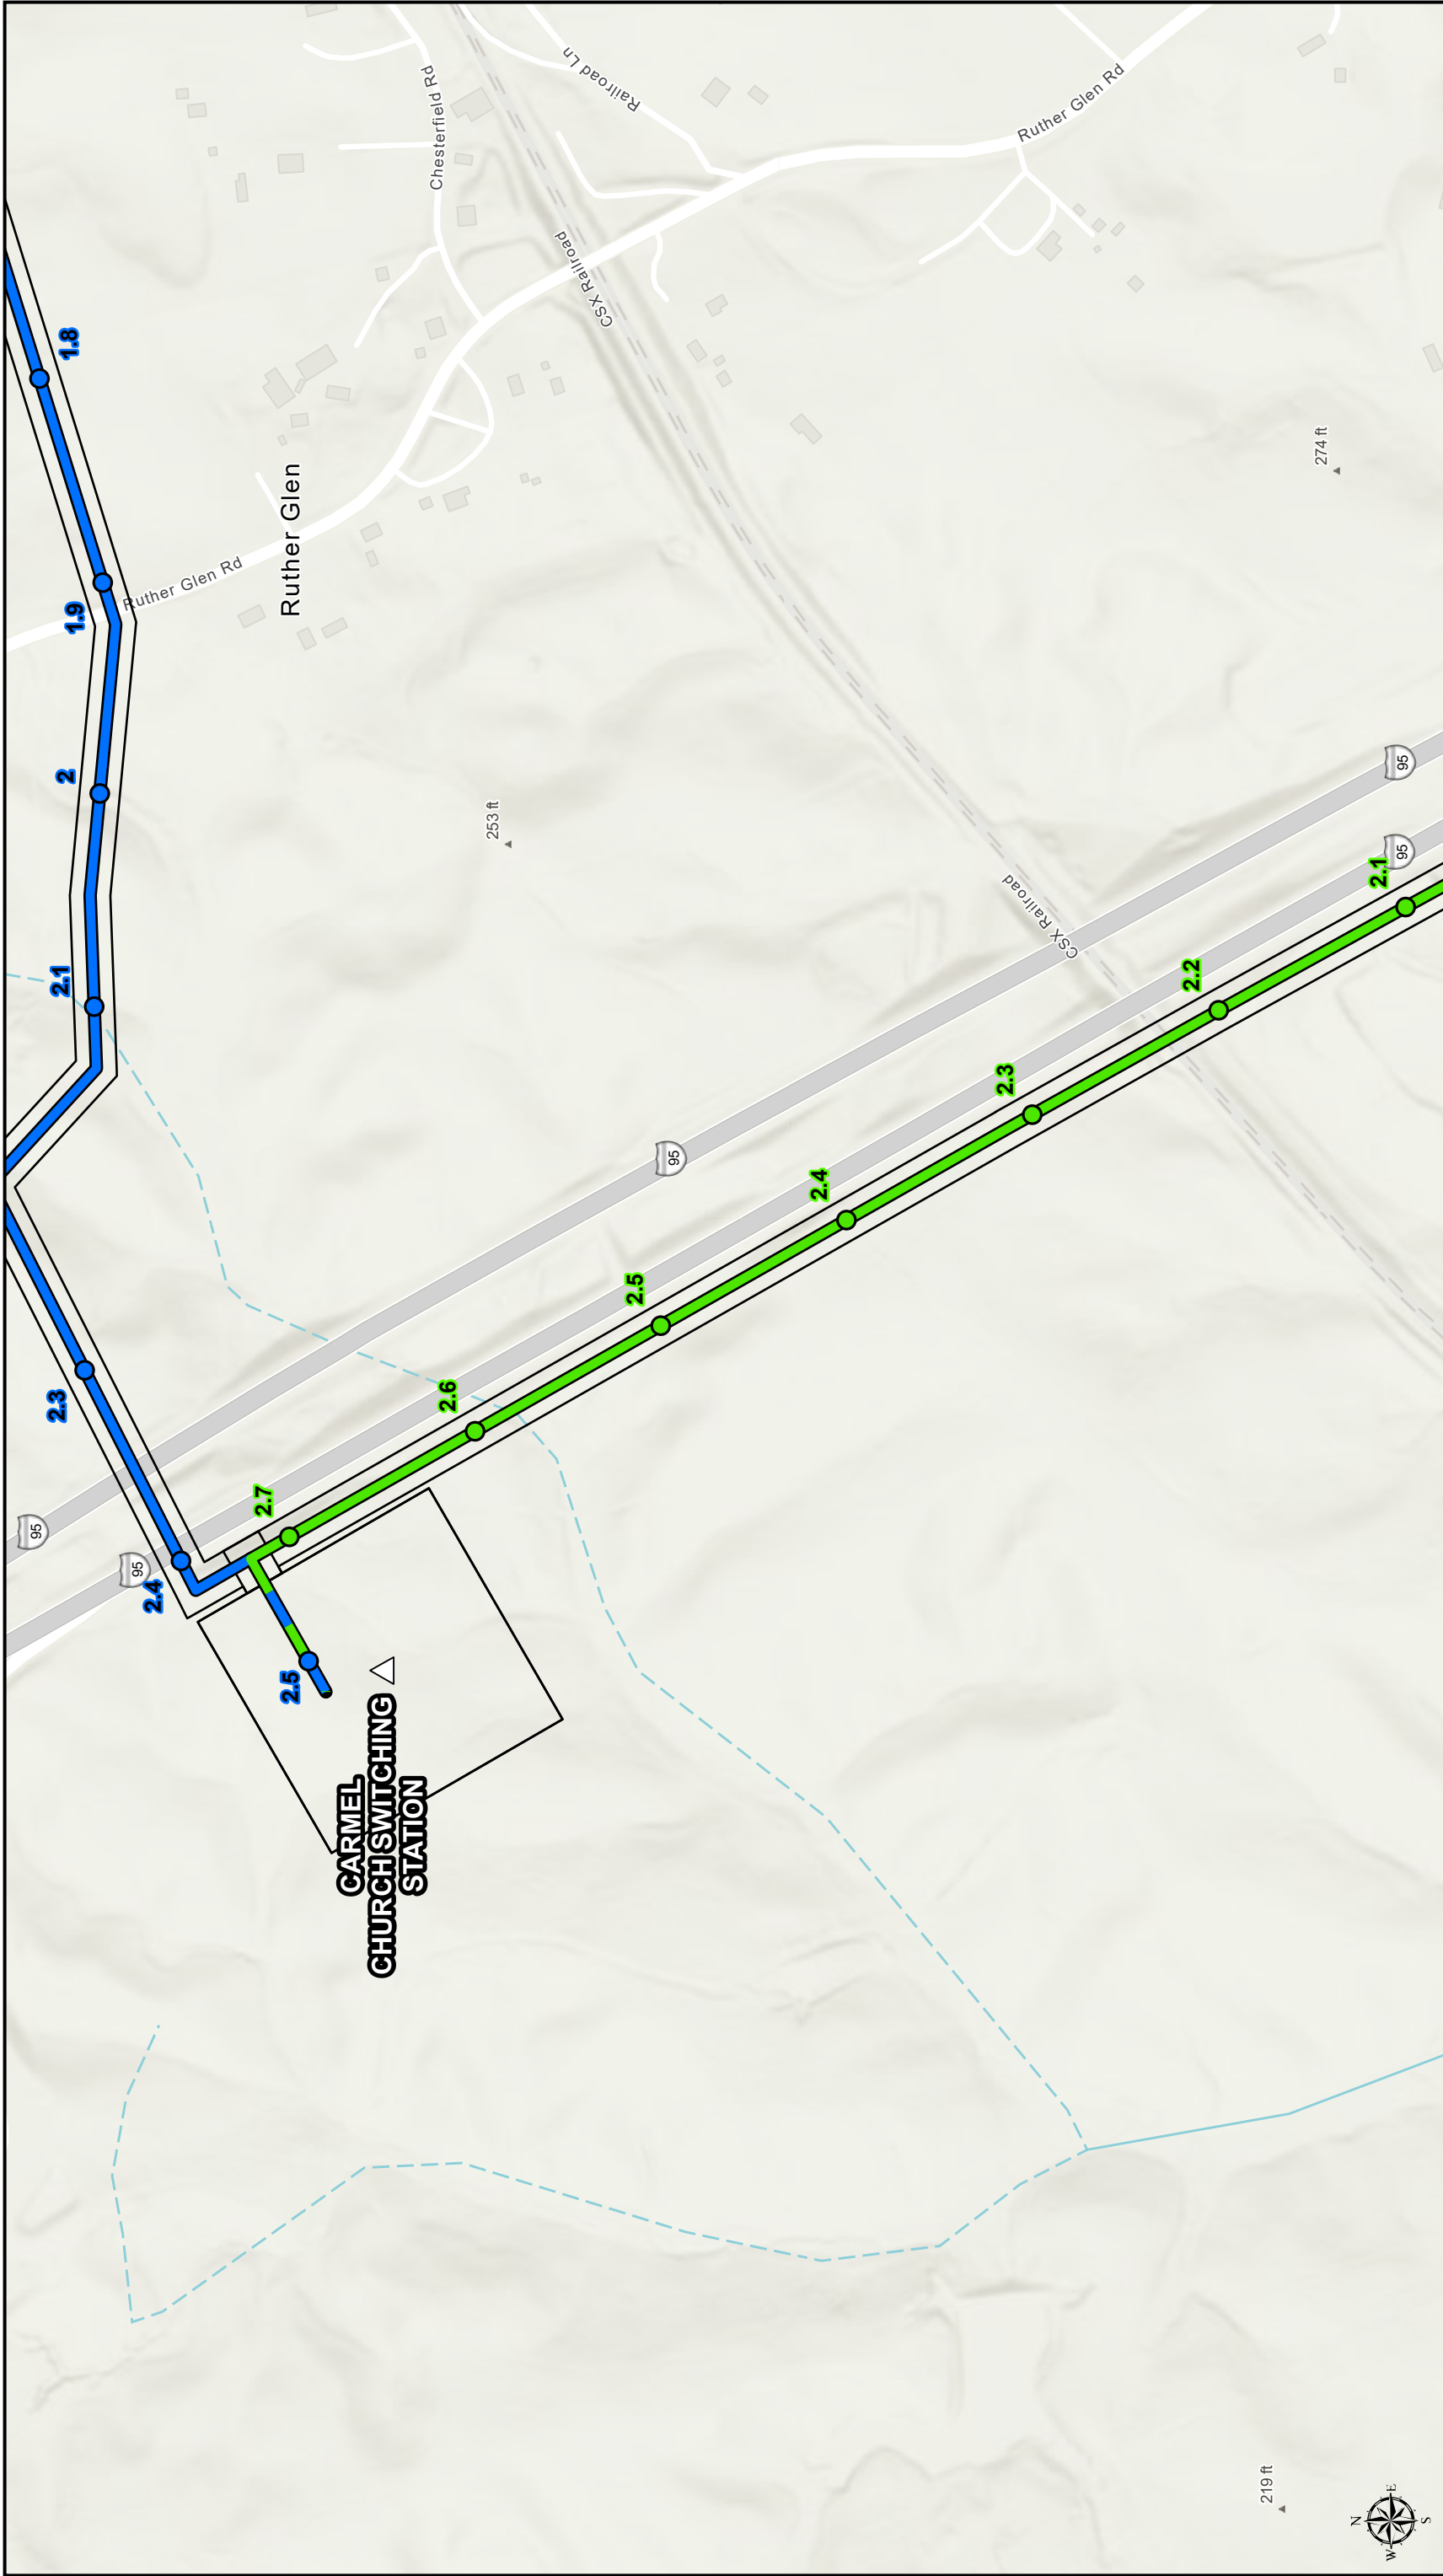 95
2.3
2.1
2
1.9
1.8
95
2.4
Ruther Glen Rd
2.7
2.5
Ruther Glen
CARMEL
CHURCH SWITCHING
STATION
Chesterfield Rd
2.6
253 ft
CSX Railroad
Railroad Ln
2.5
95
2.4
2.3
CSX Railroad
Ruther Glen Rd
2.2
219 ft
274 ft
2.1
95
95
N
W
E
S